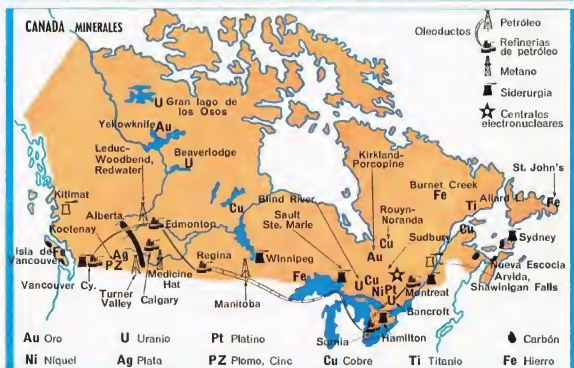 CANADA MINERALES
Oleoductos
Petróleo
Refinerías
de petróleo
Metano
Siderurgia
Centrales
electronucleares
U Gran lago de
los Osos
Yekowknife Au
Leduc-
Woodbend,
Redwater
Beaverlodge
U
Kirkland-
Porcopine
St. John's
Burnet Creek
Fe
Ti
Allard L.
Fe
Kitimat
Kootenay
Alberta
Edmonton
Cu
Blind River
Sault
Ste. Marie
Rouyn-
Noranda
Cu
Sudbury
Cu
Sydney
Au
Isla de
Vancouver
Fe
Ag
PZ
Medicine
Hat
Regina
Winnipeg
Fe
U Cu
Ni Pt
U
Montreat
Nueva Escocia
Arvida,
Shawinigan Falls
Vancouver Cy.
Turner
Valley
Calgary
Manitoba
Bancroft
Sarnia
Hamilton
Au Oro
U Uranio
Pt Platino
Carbón
Ni Níquel
Ag Plata
PZ Plomo, Cinc
Cu Cobre
Ti Titanio
Fe Hierro